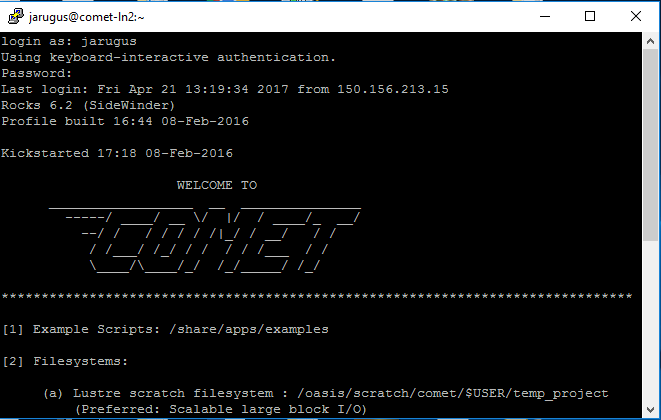 jarugus@comet-ln2:~
login as: jarugus
Using keyboard-interactive authentication.
Password:
Last login: Fri Apr 21 13:19:34 2017 from 150.156.213.15
Rocks 6.2 (SideWinder)
Profile built 16:44 08-Feb-2016
Kickstarted 17:18 08-Feb-2016
WELCOME TO
COMET
*******************************************************************************
[1] Example Scripts: /share/apps/examples
[2] Filesystems:
(a) Lustre scratch filesystem : /oasis/scratch/comet/$USER/temp_project
(Preferred: Scalable large block I/O)